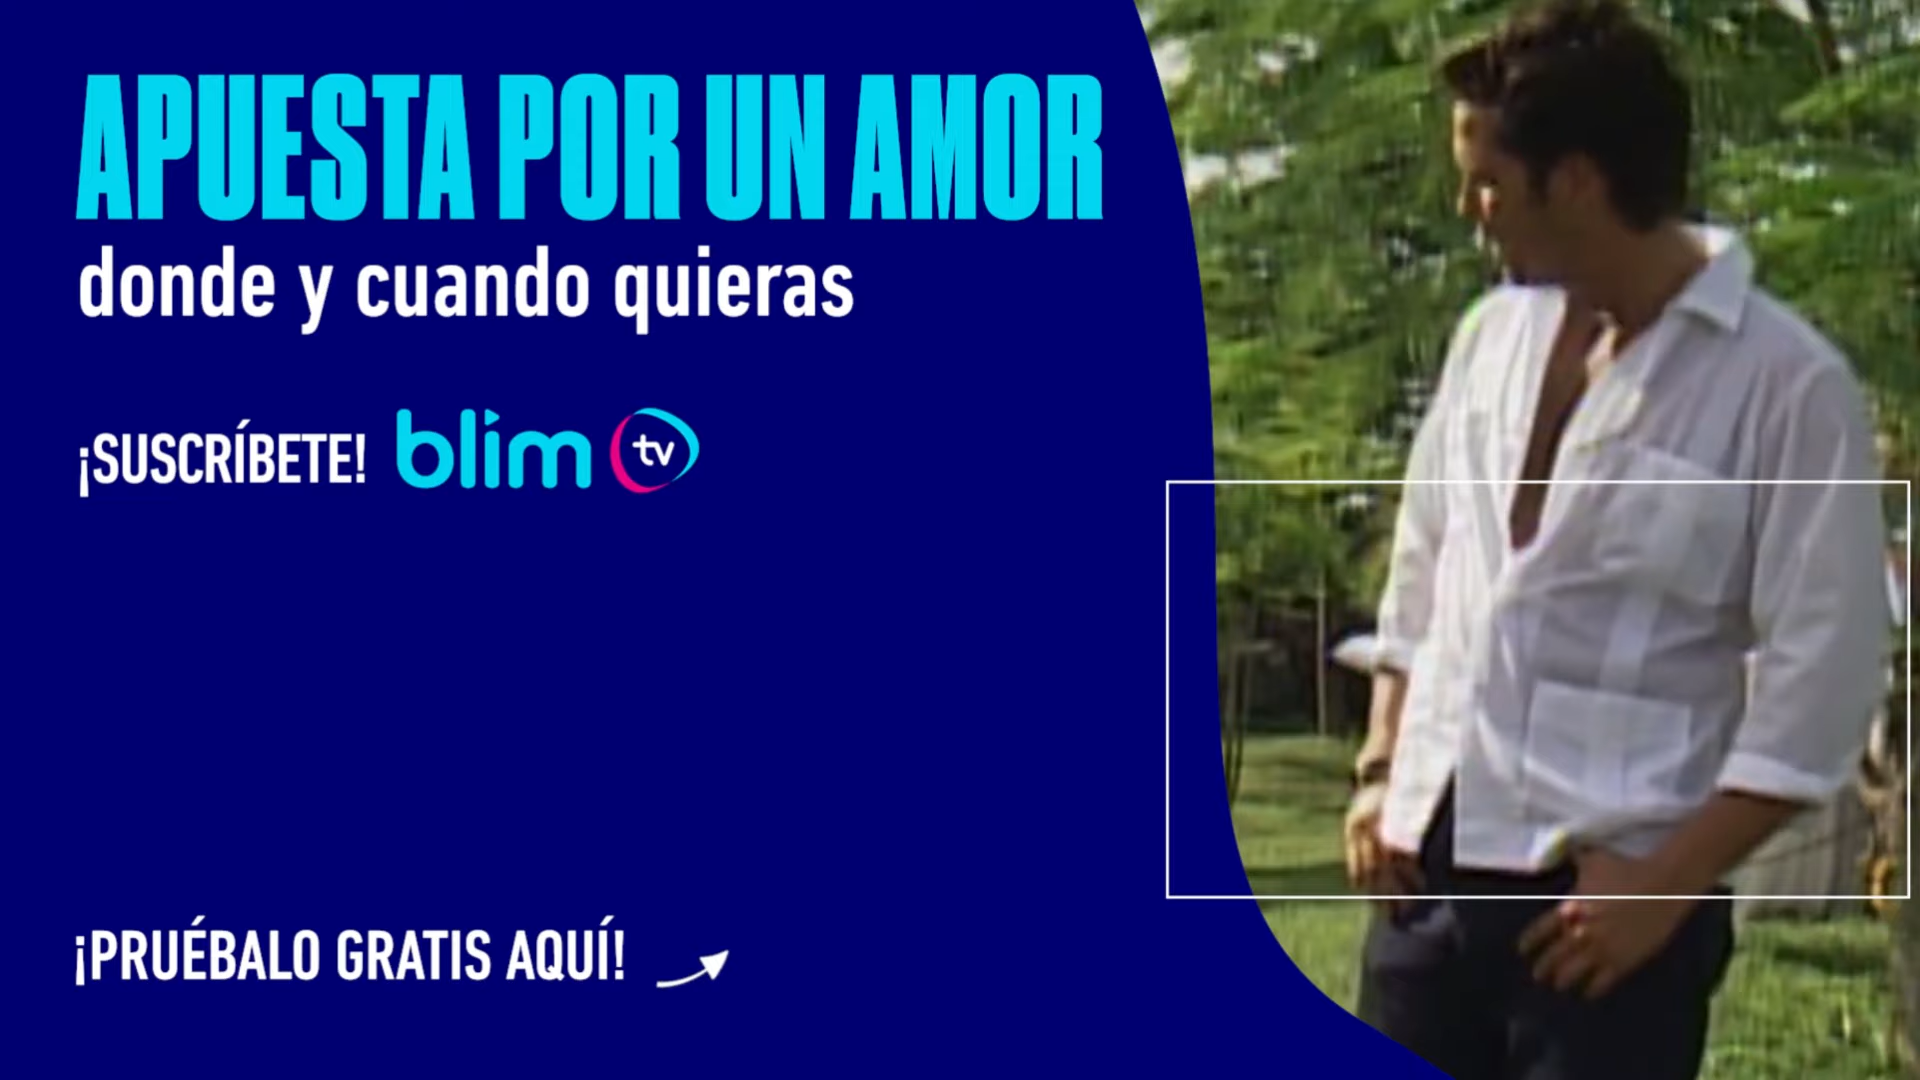 APUESTA POR UN AMOR
donde y cuando quieras
¡SUSCRÍBETE! blim tv
¡PRUÉBALO GRATIS AQUÍ!